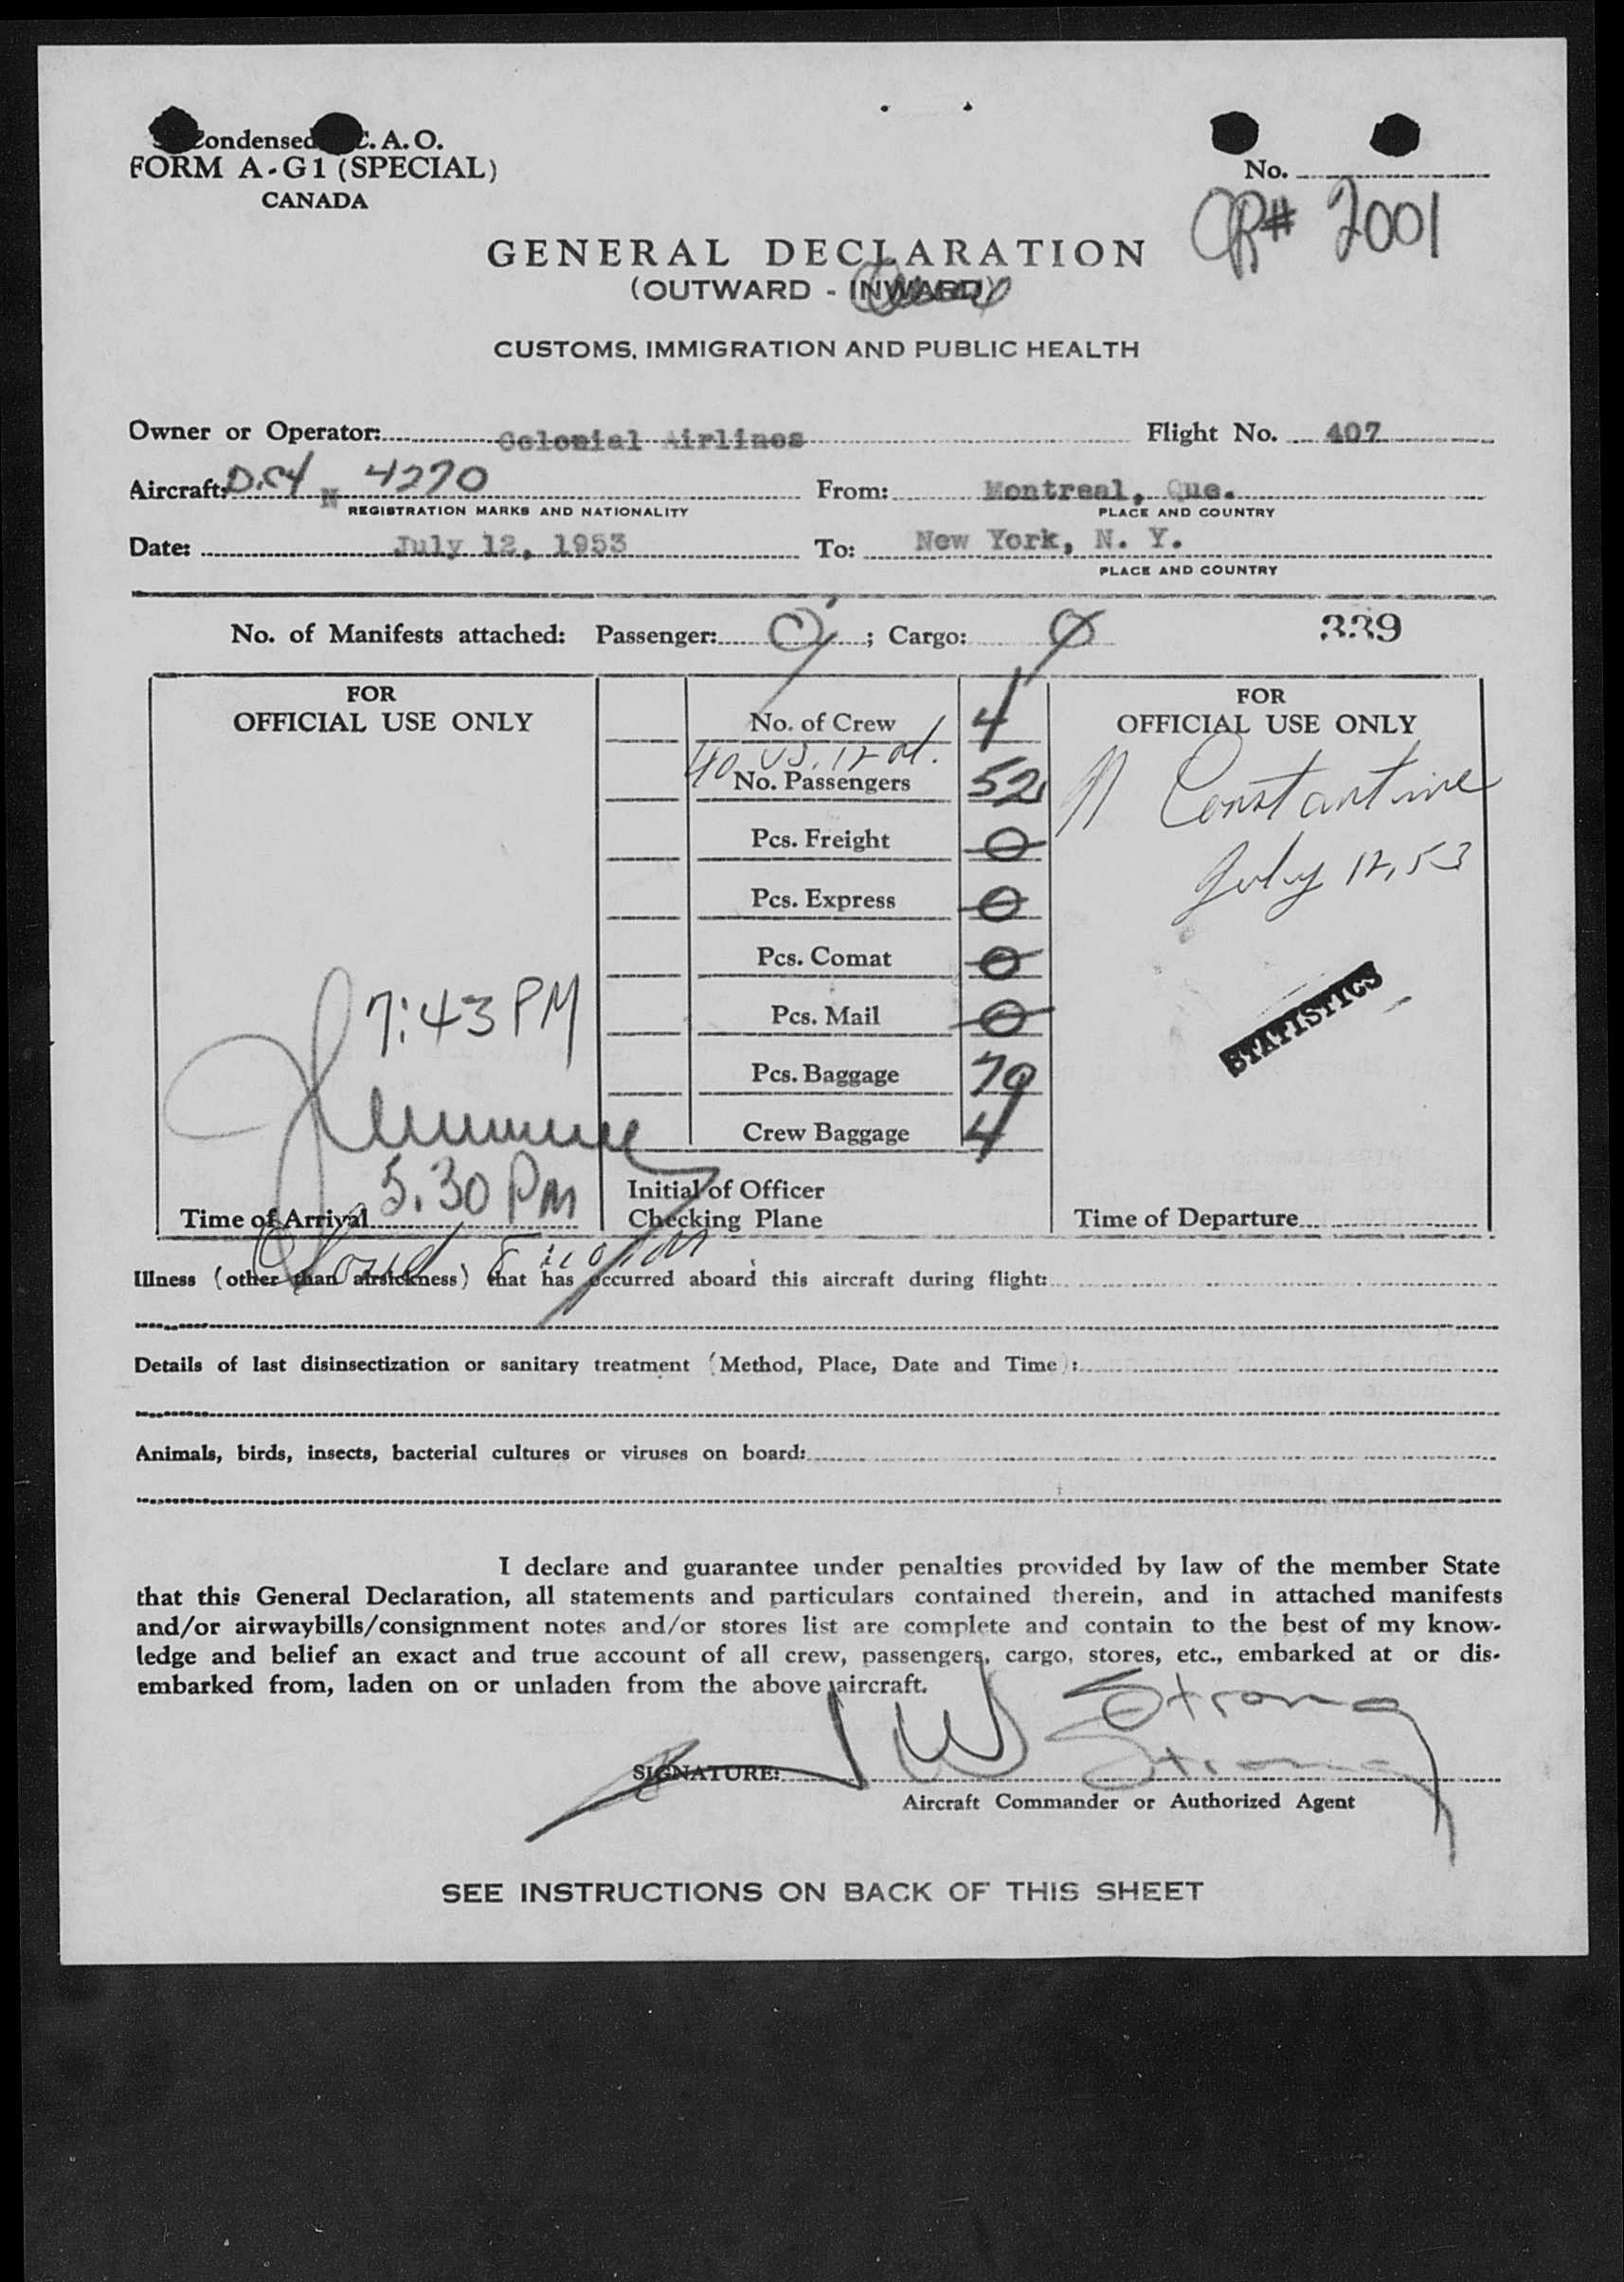 Condensed C. A. O.
FORM A-G1 (SPECIAL)
CANADA
No.
GR# 2001
GENERAL DECLARATION
(OUTWARD - INWARD)
CUSTOMS, IMMIGRATION AND PUBLIC HEALTH
Owner or Operator: Colonial Airlines Flight No. 407
Aircraft: DC4 N 4270 From: Montreal, Que.
REGISTRATION MARKS AND NATIONALITY PLACE AND COUNTRY
Date: July 12, 1953 To: New York, N. Y.
PLACE AND COUNTRY
No. of Manifests attached: Passenger: 0 ; Cargo: 0 339
FOR
OFFICIAL USE ONLY
7:43 PM
5.30 PM
Time of Arrival
No. of Crew 4
40 US. 12 al.
No. Passengers 52
Pcs. Freight 0
Pcs. Express 0
Pcs. Comat 0
Pcs. Mail 0
Pcs. Baggage 79
Crew Baggage 4
Initial of Officer
Checking Plane
FOR
OFFICIAL USE ONLY
N Constantine
July 12, 53
STATISTICS
Time of Departure
Illness (other than airsickness) that has occurred aboard this aircraft during flight:
Details of last disinsectization or sanitary treatment (Method, Place, Date and Time):
Animals, birds, insects, bacterial cultures or viruses on board:
I declare and guarantee under penalties provided by law of the member State
that this General Declaration, all statements and particulars contained therein, and in attached manifests
and/or airwaybills/consignment notes and/or stores list are complete and contain to the best of my know-
ledge and belief an exact and true account of all crew, passengers, cargo, stores, etc., embarked at or dis-
embarked from, laden on or unladen from the above aircraft.
W Strong
Strong
SIGNATURE:
Aircraft Commander or Authorized Agent
SEE INSTRUCTIONS ON BACK OF THIS SHEET